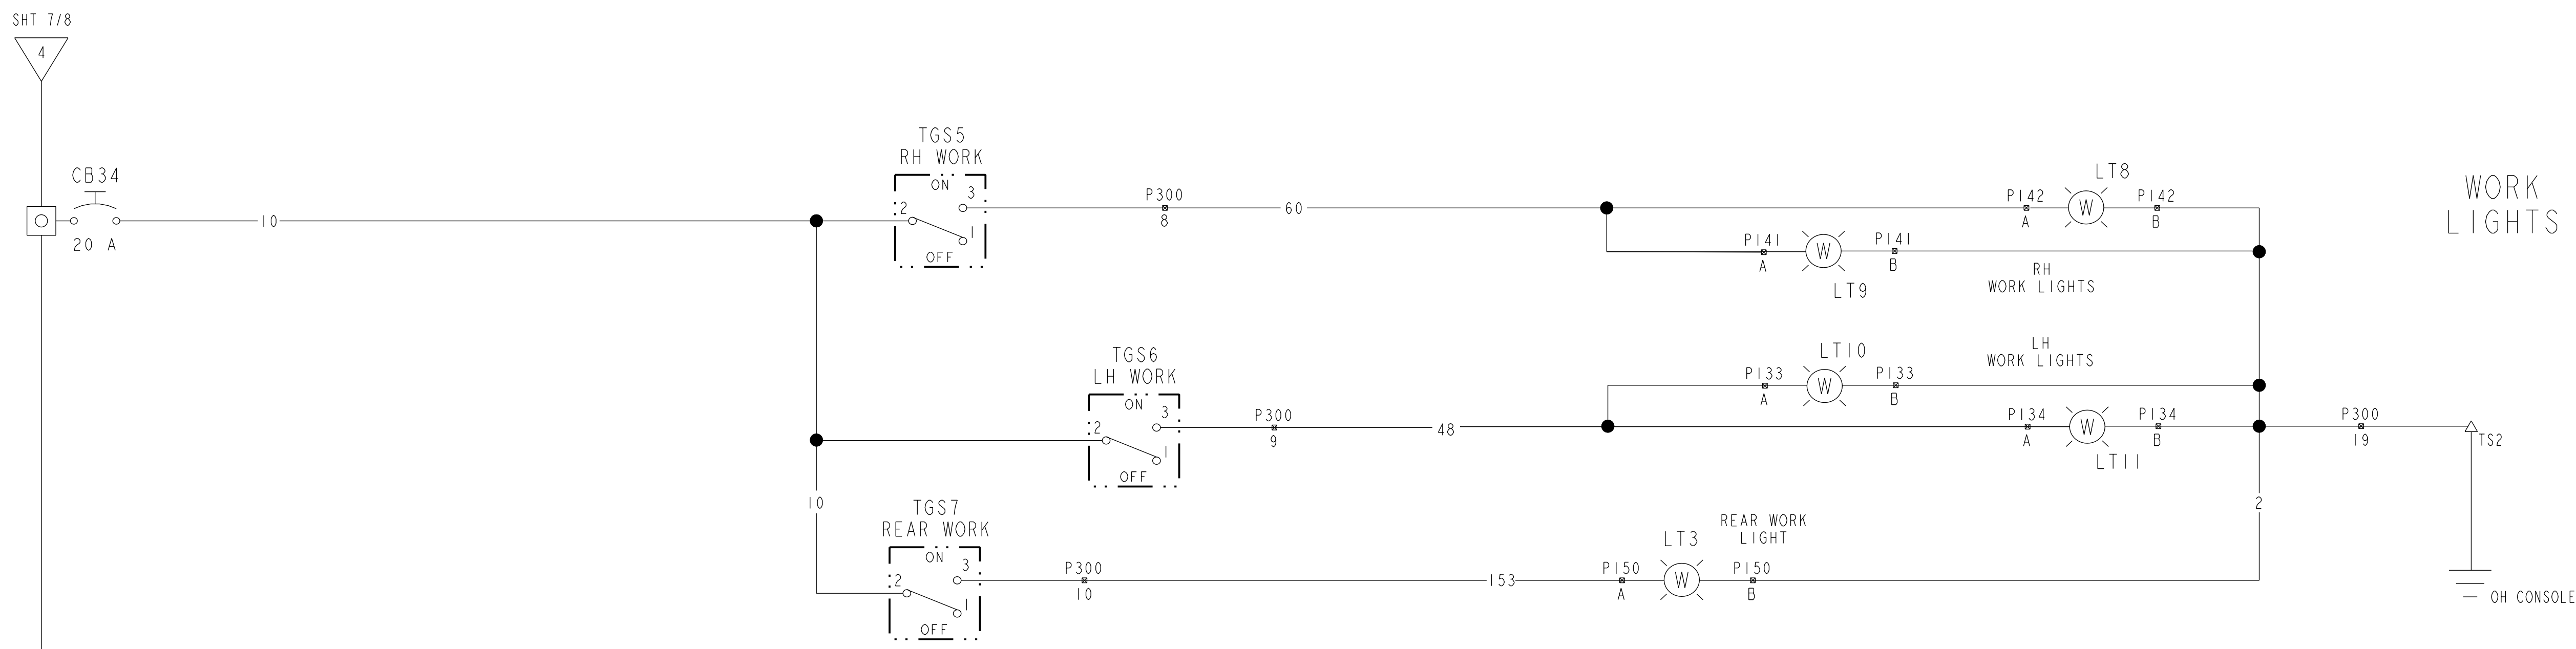 SHT 7/8
4
CB34
20 A
10
TGS5
RH WORK
ON
3
2
1
OFF
P300
8
60
P142
A
LT8
W
P142
B
P141
A
W
LT9
P141
B
RH
WORK LIGHTS
WORK
LIGHTS
TGS6
LH WORK
ON
3
2
1
OFF
P300
9
48
P133
A
LT10
W
P133
B
LH
WORK LIGHTS
P134
A
W
LT11
P134
B
P300
19
TS2
10
TGS7
REAR WORK
ON
3
2
1
OFF
P300
10
153
P150
A
LT3
W
REAR WORK
LIGHT
P150
B
2
OH CONSOLE